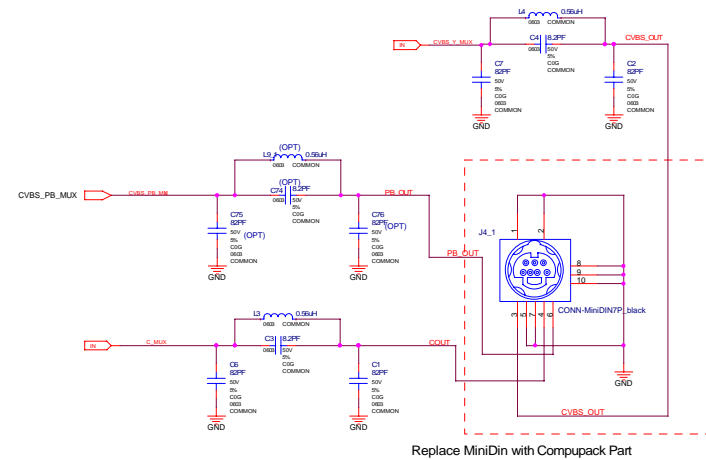 L4 0.56uH
0603 COMMON
IN CVBS_Y_MUX C4 8.2PF CVBS_OUT
0603 50V
5%
C0G
COMMON
C7
82PF
50V
5%
C0G
0603
COMMON
GND
C2
82PF
50V
5%
C0G
0603
COMMON
GND
(OPT)
L9_1 0.56uH
0603 COMMON
(OPT)
CVBS_PB_MUX CVBS_PB_MX C74 8.2PF PB_OUT
0603 50V
5%
C0G
COMMON
C75
82PF
50V (OPT)
5%
C0G
0603
COMMON
GND
C76
82PF (OPT)
50V
5%
C0G
0603
COMMON
GND
PB_OUT
J4_1
1 2
8
9
10
CONN-MiniDIN7P_black
3 5 7 4 6
GND
L3 0.56uH
0603 COMMON
IN C_MUX C3 8.2PF COUT
0603 50V
5%
C0G
COMMON
C6
82PF
50V
5%
C0G
0603
COMMON
GND
C1
82PF
50V
5%
C0G
0603
COMMON
GND
CVBS_OUT
Replace MiniDin with Compupack Part